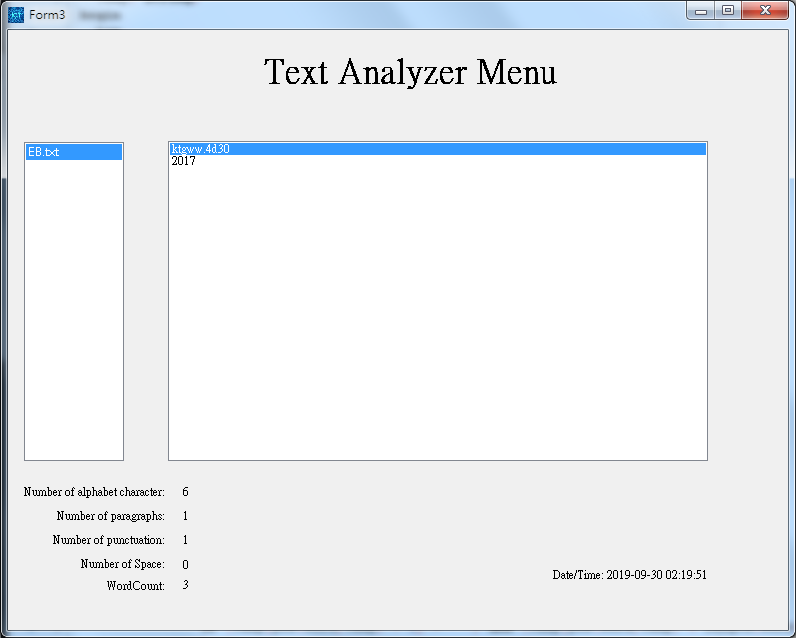 Form3
Text Analyzer Menu
EB.txt
ktgww.4d30
2017
Number of alphabet character: 6
Number of paragraphs: 1
Number of punctuation: 1
Number of Space: 0
WordCount: 3
Date/Time: 2019-09-30 02:19:51